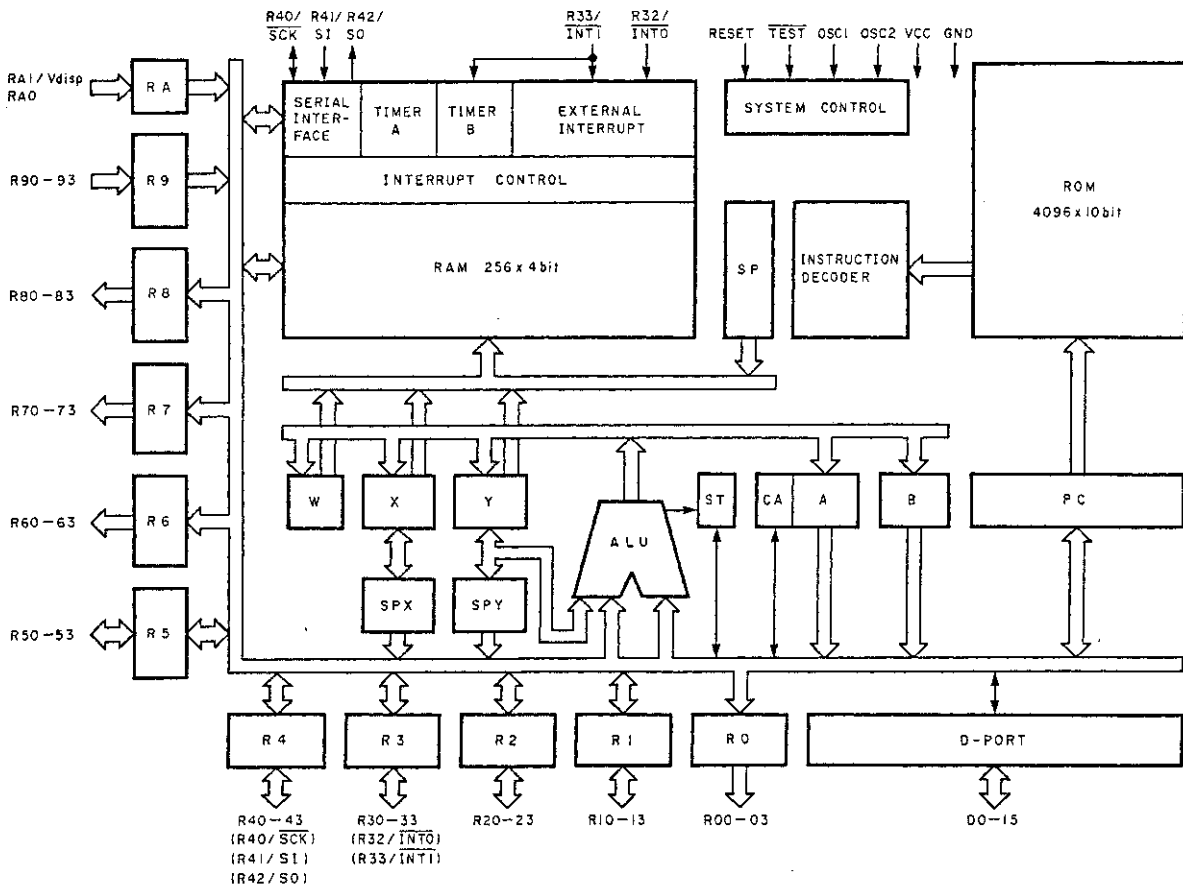 R40/ R41/ R42/
SCK SI SO
R33/
INT1
R32/
INT0
RESET TEST OSC1 OSC2 VCC GND
RA1/Vdisp
RA0
RA
SERIAL
INTER-
FACE
TIMER
A
TIMER
B
EXTERNAL
INTERRUPT
SYSTEM CONTROL
INTERRUPT CONTROL
ROM
4096x10bit
R90-93
R9
RAM 256x4bit
SP
INSTRUCTION
DECODER
R80-83
R8
R70-73
R7
R60-63
R6
W
X
Y
ALU
ST
CA
A
B
PC
SPX
SPY
R50-53
R5
R4
R3
R2
R1
R0
D-PORT
R40-43
(R40/SCK)
(R41/SI)
(R42/SO)
R30-33
(R32/INT0)
(R33/INT1)
R20-23
R10-13
R00-03
D0-15